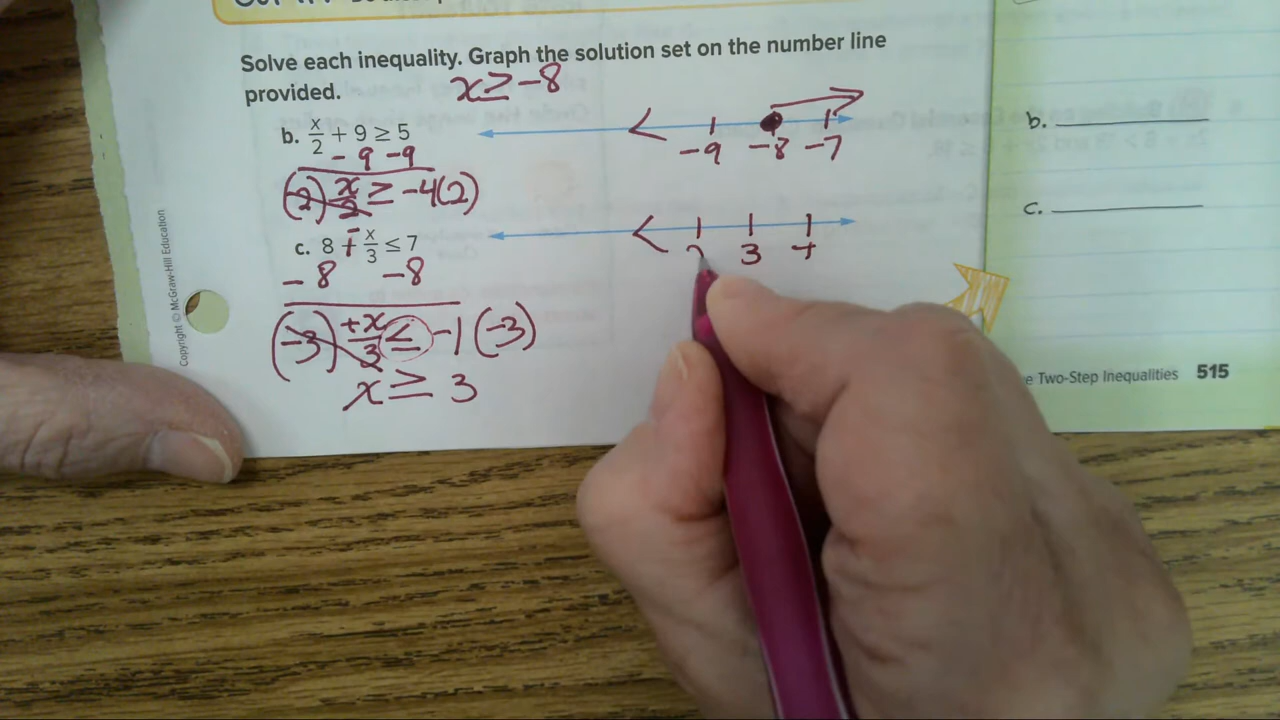 Solve each inequality. Graph the solution set on the number line
provided. x ≥ -8
b. x/2 + 9 ≥ 5
- 9 -9
-9 -8 -7
(2) x/2 ≥ -4(2)
c. 8 - x/3 ≤ 7
- 8 -8
3
(-3) +x/3 ≤ -1 (-3)
x ≥ 3
Copyright © McGraw-Hill Education
b.
c.
Two-Step Inequalities 515